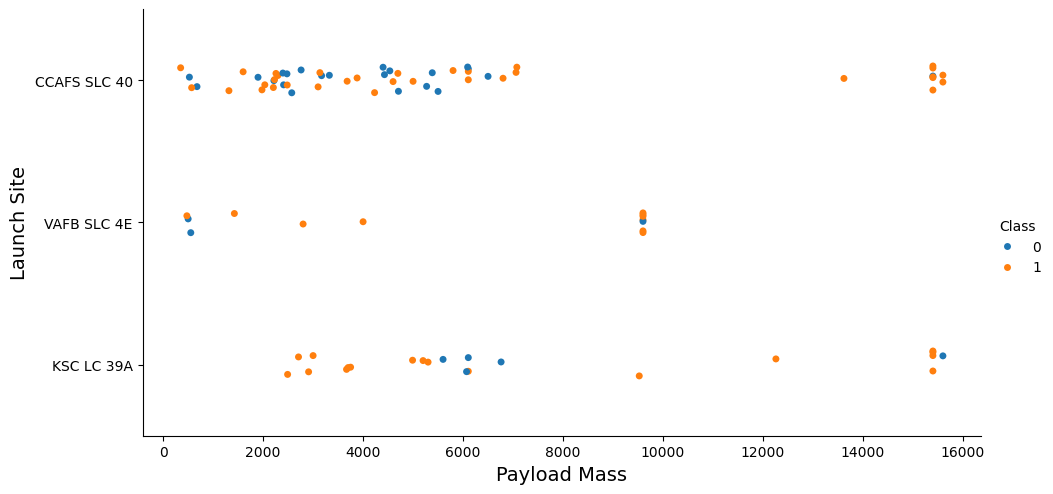 CCAFS SLC 40
VAFB SLC 4E
KSC LC 39A
Launch Site
0 2000 4000 6000 8000 10000 12000 14000 16000
Payload Mass
Class
0
1